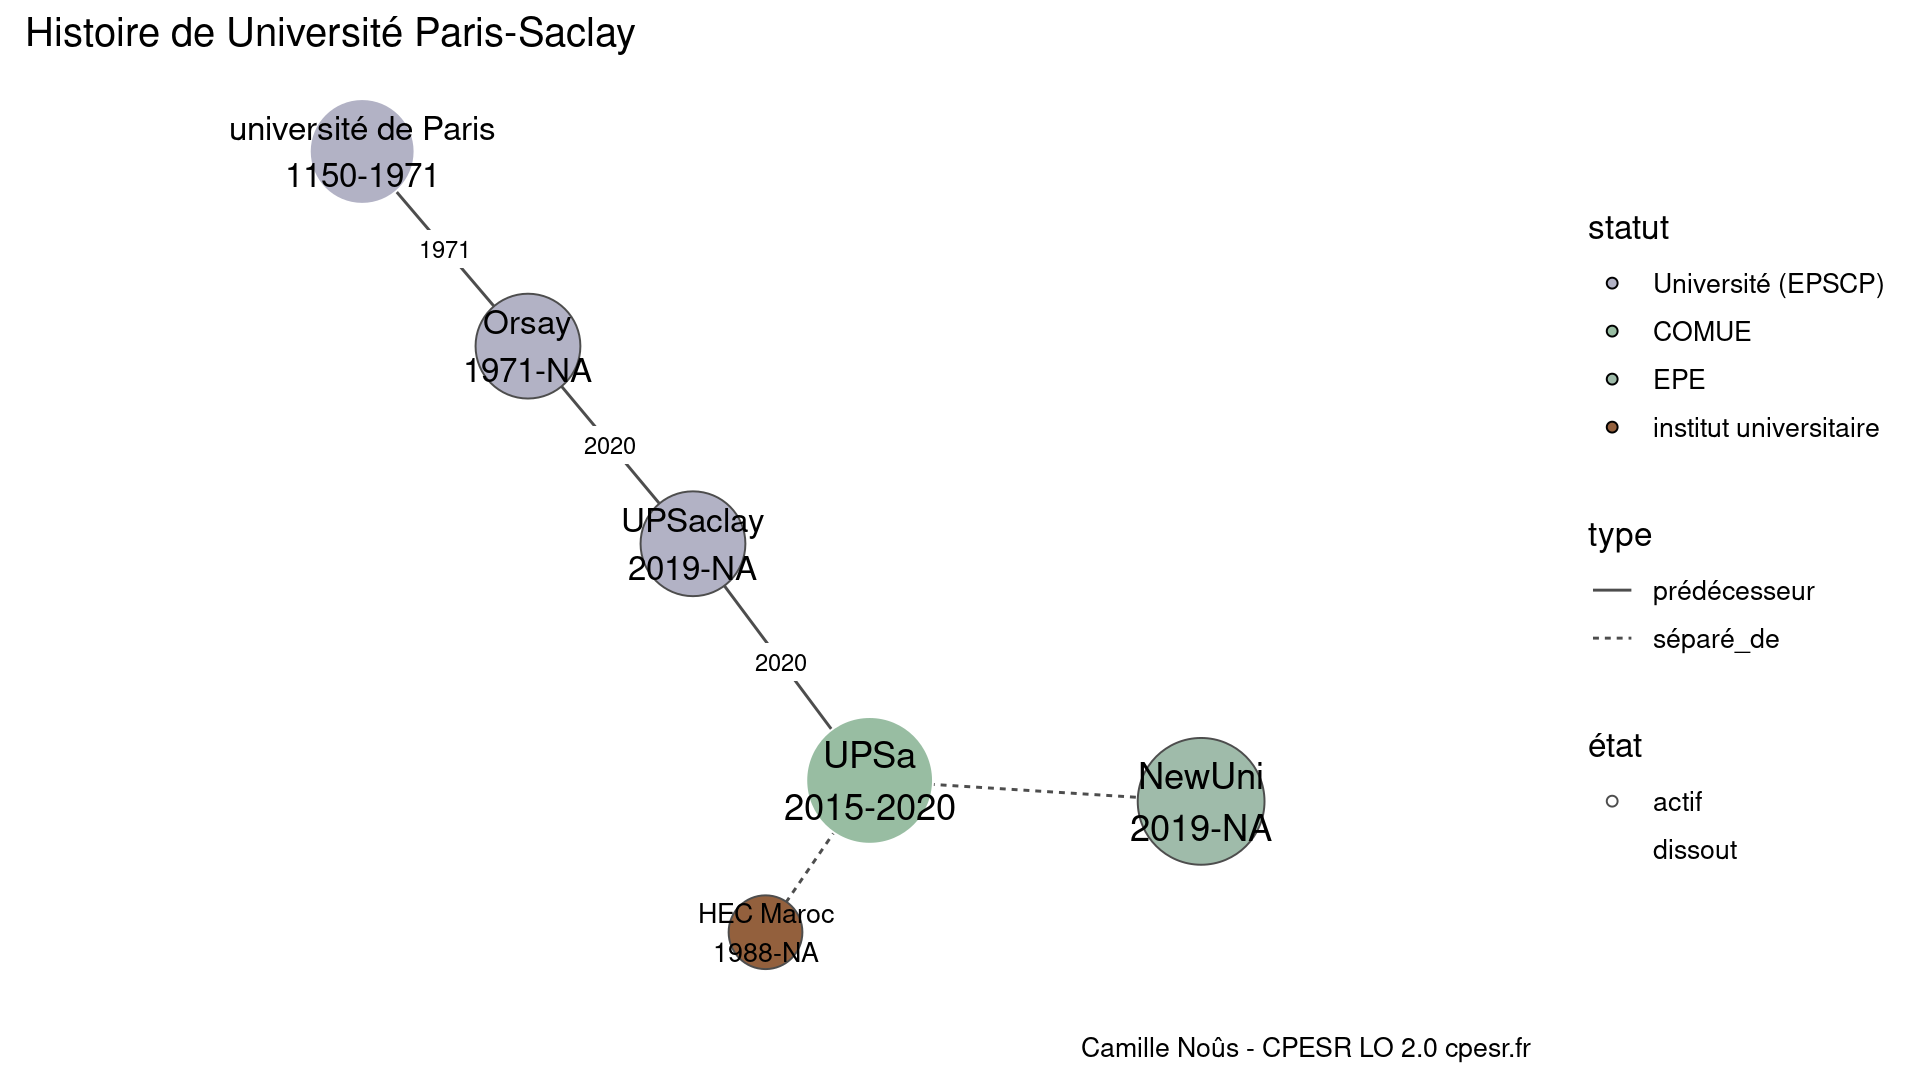 Histoire de Université Paris-Saclay
université de Paris
1150-1971
1971
Orsay
1971-NA
2020
UPSaclay
2019-NA
2020
UPSa
2015-2020
NewUni
2019-NA
HEC Maroc
1988-NA
statut
Université (EPSCP)
COMUE
EPE
institut universitaire
type
prédécesseur
séparé_de
état
actif
dissout
Camille Noûs - CPESR LO 2.0 cpesr.fr